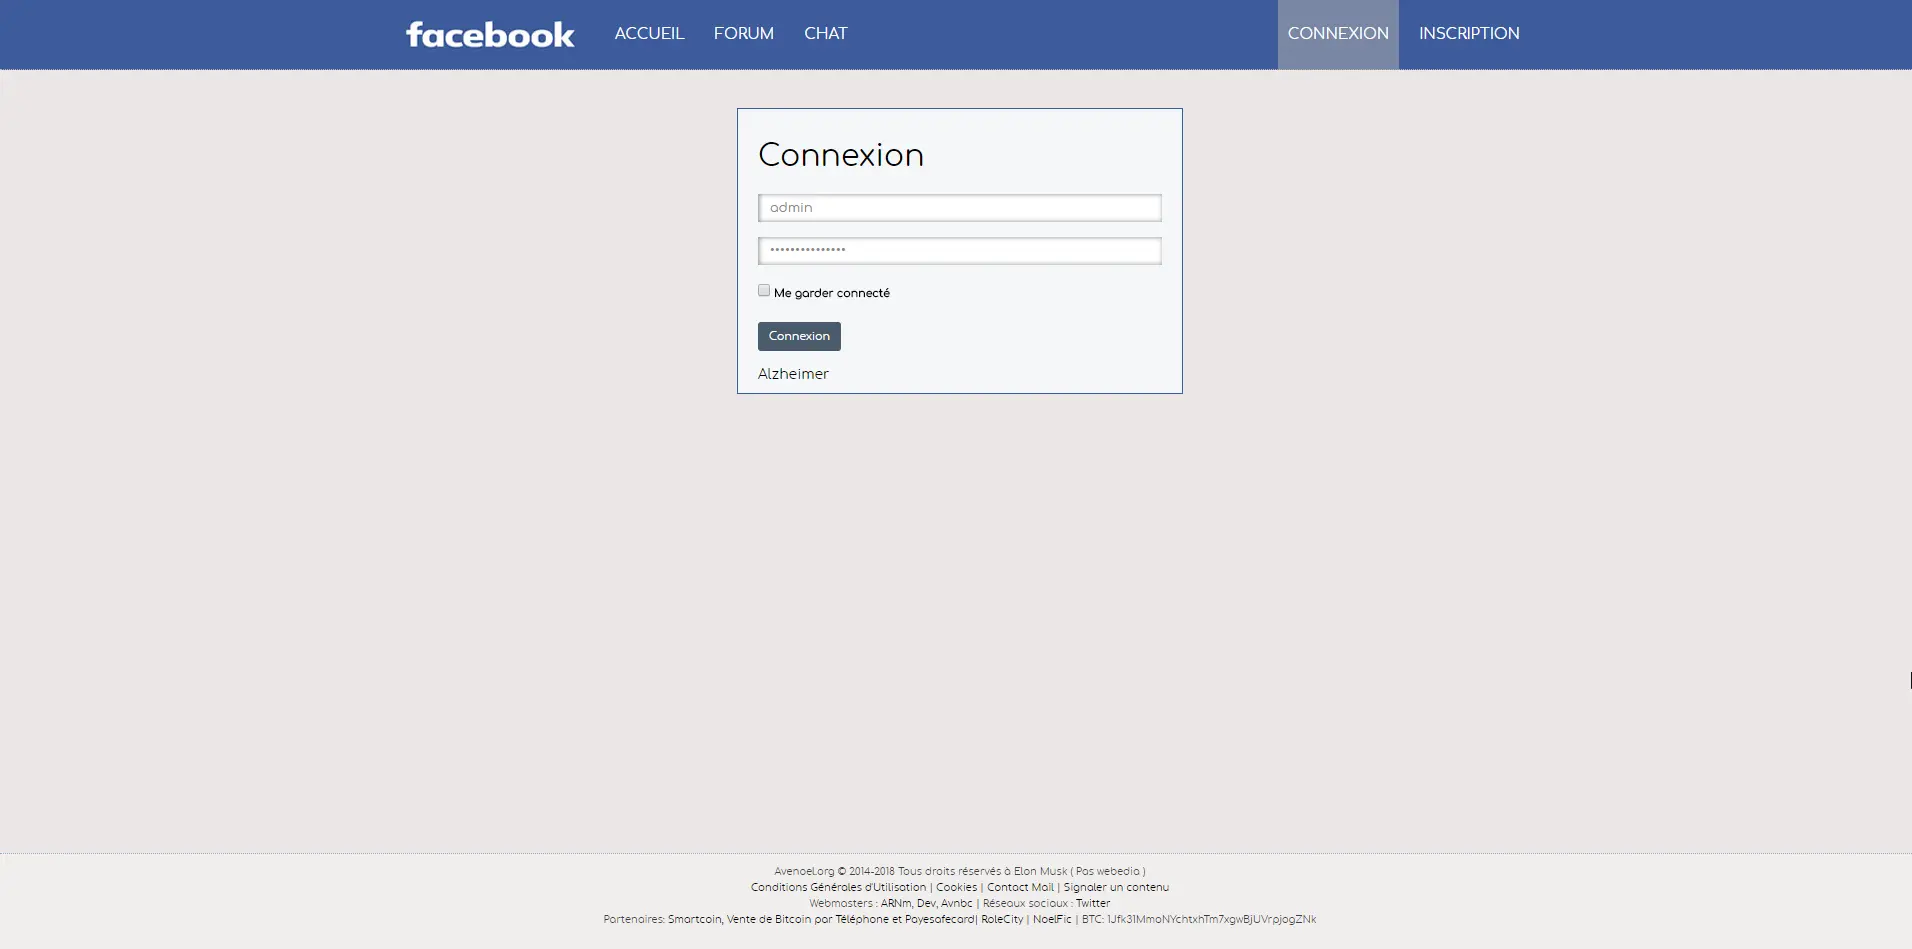 facebook ACCUEIL FORUM CHAT CONNEXION INSCRIPTION
Connexion
admin
•••••••••••••••
Me garder connecté
Connexion
Alzheimer
Avenoel.org © 2014-2018 Tous droits réservés à Elon Musk ( Pas webedia )
Conditions Générales d'Utilisation | Cookies | Contact Mail | Signaler un contenu
Webmasters : ARNm, Dev, Avnbc | Réseaux sociaux : Twitter
Partenaires: Smartcoin, Vente de Bitcoin par Téléphone et Payesafecard| RoleCity | NoelFic | BTC: 1Jfk31MmoNYchtxhTm7xgwBjUVrpjogZNk